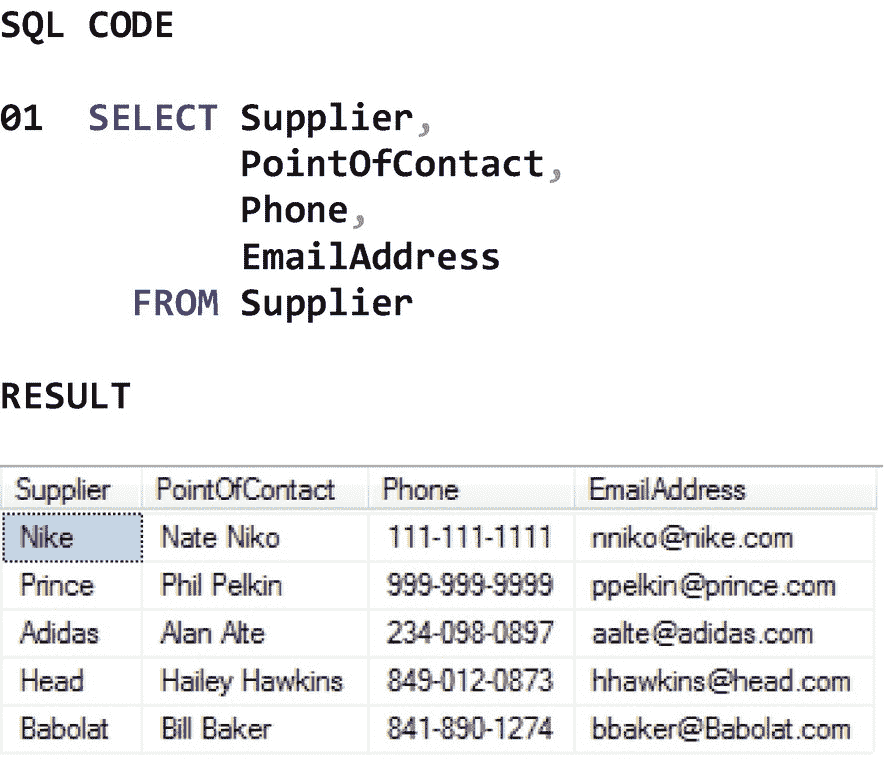 SQL CODE
01 SELECT Supplier,
PointOfContact,
Phone,
EmailAddress
FROM Supplier
RESULT
Supplier PointOfContact Phone EmailAddress
Nike Nate Niko 111-111-1111 nniko@nike.com
Prince Phil Pelkin 999-999-9999 ppelkin@prince.com
Adidas Alan Alte 234-098-0897 aalte@adidas.com
Head Hailey Hawkins 849-012-0873 hhawkins@head.com
Babolat Bill Baker 841-890-1274 bbaker@Babolat.com